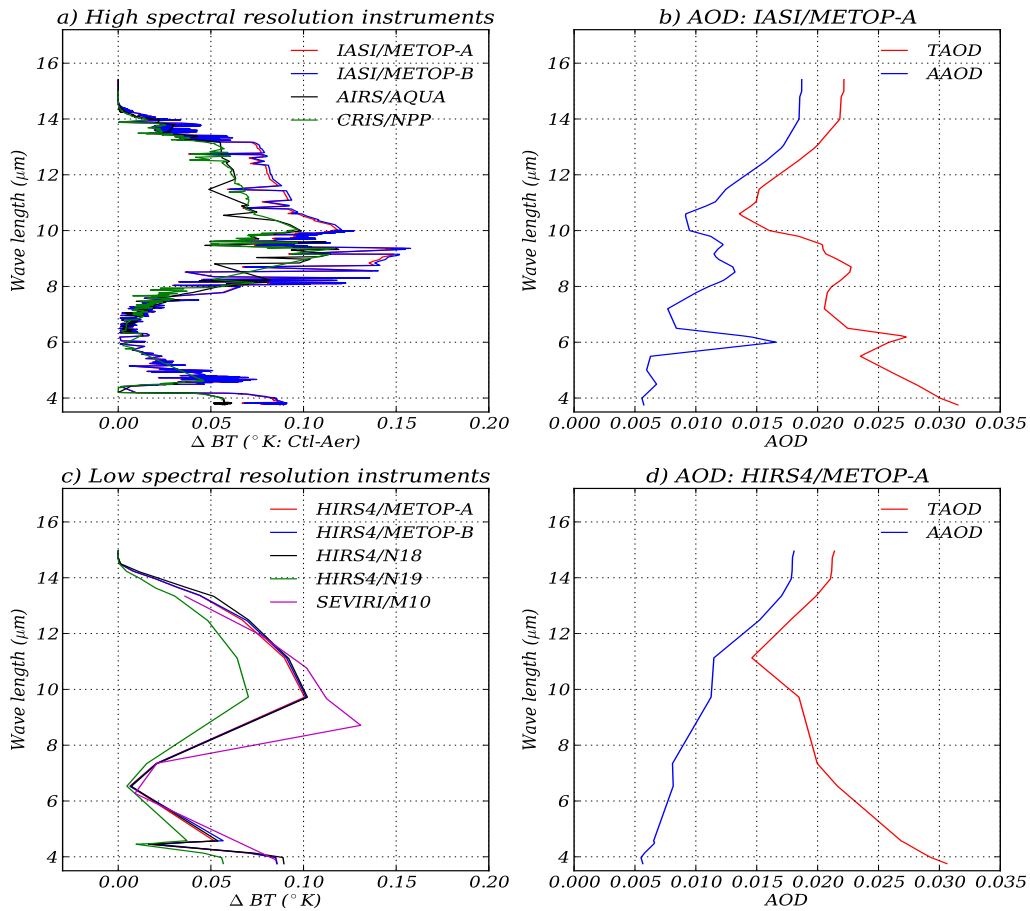 a) High spectral resolution instruments
IASI/METOP-A
IASI/METOP-B
AIRS/AQUA
CRIS/NPP
Wave length (μm)
16
14
12
10
8
6
4
0.00 0.05 0.10 0.15 0.20
Δ BT (°K: Ctl-Aer)
b) AOD: IASI/METOP-A
TAOD
AAOD
Wave length (μm)
16
14
12
10
8
6
4
0.000 0.005 0.010 0.015 0.020 0.025 0.030 0.035
AOD
c) Low spectral resolution instruments
HIRS4/METOP-A
HIRS4/METOP-B
HIRS4/N18
HIRS4/N19
SEVIRI/M10
Wave length (μm)
16
14
12
10
8
6
4
0.00 0.05 0.10 0.15 0.20
Δ BT (°K)
d) AOD: HIRS4/METOP-A
TAOD
AAOD
Wave length (μm)
16
14
12
10
8
6
4
0.000 0.005 0.010 0.015 0.020 0.025 0.030 0.035
AOD